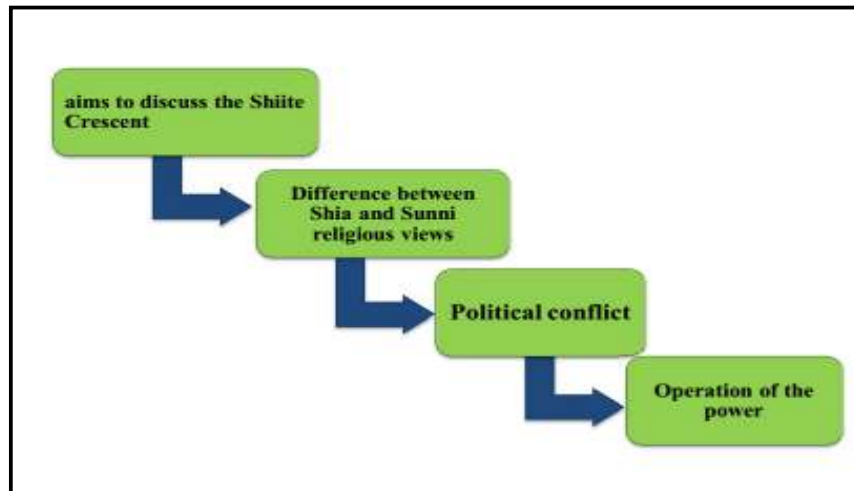 aims to discuss the Shiite
Crescent
Difference between
Shia and Sunni
religious views
Political conflict
Operation of the
power